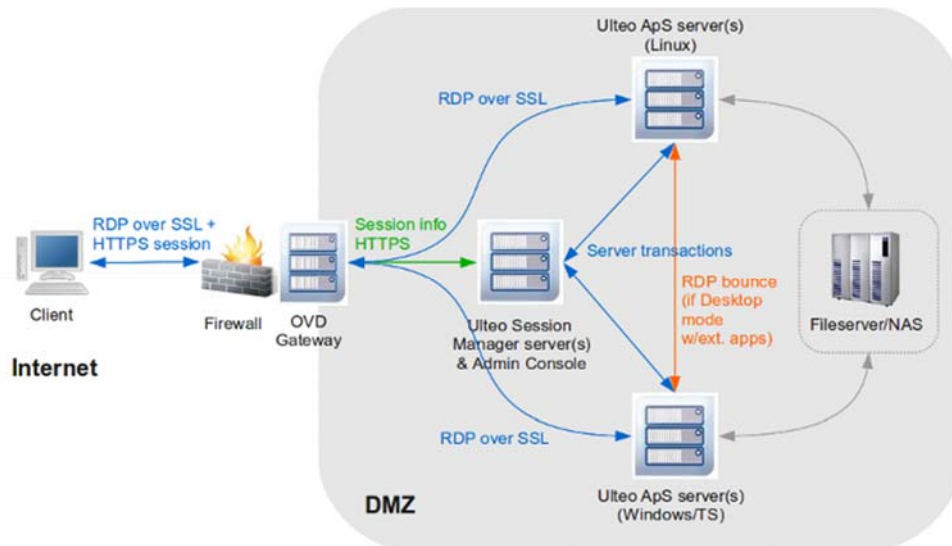 Ulteo ApS server(s)
(Linux)
RDP over SSL
RDP over SSL +
HTTPS session
Session info
HTTPS
Server transactions
RDP bounce
(if Desktop
mode
w/ext. apps)
Client
Firewall
OVD
Gateway
Ulteo Session
Manager server(s)
& Admin Console
Fileserver/NAS
Internet
RDP over SSL
Ulteo ApS server(s)
(Windows/TS)
DMZ